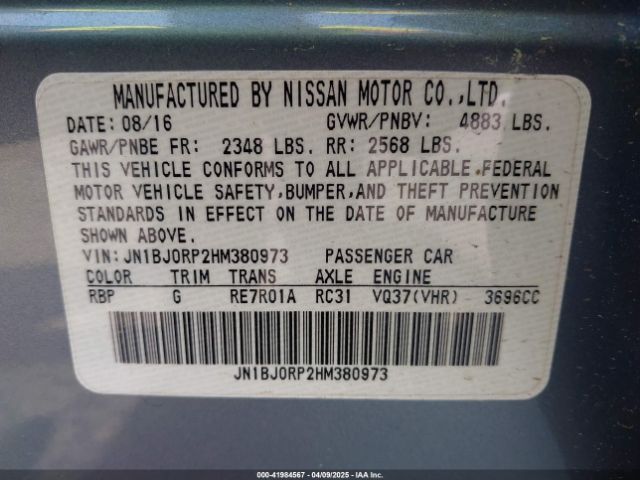 MANUFACTURED BY NISSAN MOTOR CO.,LTD.
DATE: 08/16 GVWR/PNBV: 4883 LBS.
GAWR/PNBE FR: 2348 LBS. RR: 2568 LBS.
THIS VEHICLE CONFORMS TO ALL APPLICABLE FEDERAL
MOTOR VEHICLE SAFETY,BUMPER,AND THEFT PREVENTION
STANDARDS IN EFFECT ON THE DATE OF MANUFACTURE
SHOWN ABOVE.
VIN: JN1BJ0RP2HM380973 PASSENGER CAR
COLOR TRIM TRANS AXLE ENGINE
RBP G RE7R01A RC31 VQ37(VHR) 3696CC
JN1BJ0RP2HM380973
000-41984567 - 04/09/2025 - IAA Inc.